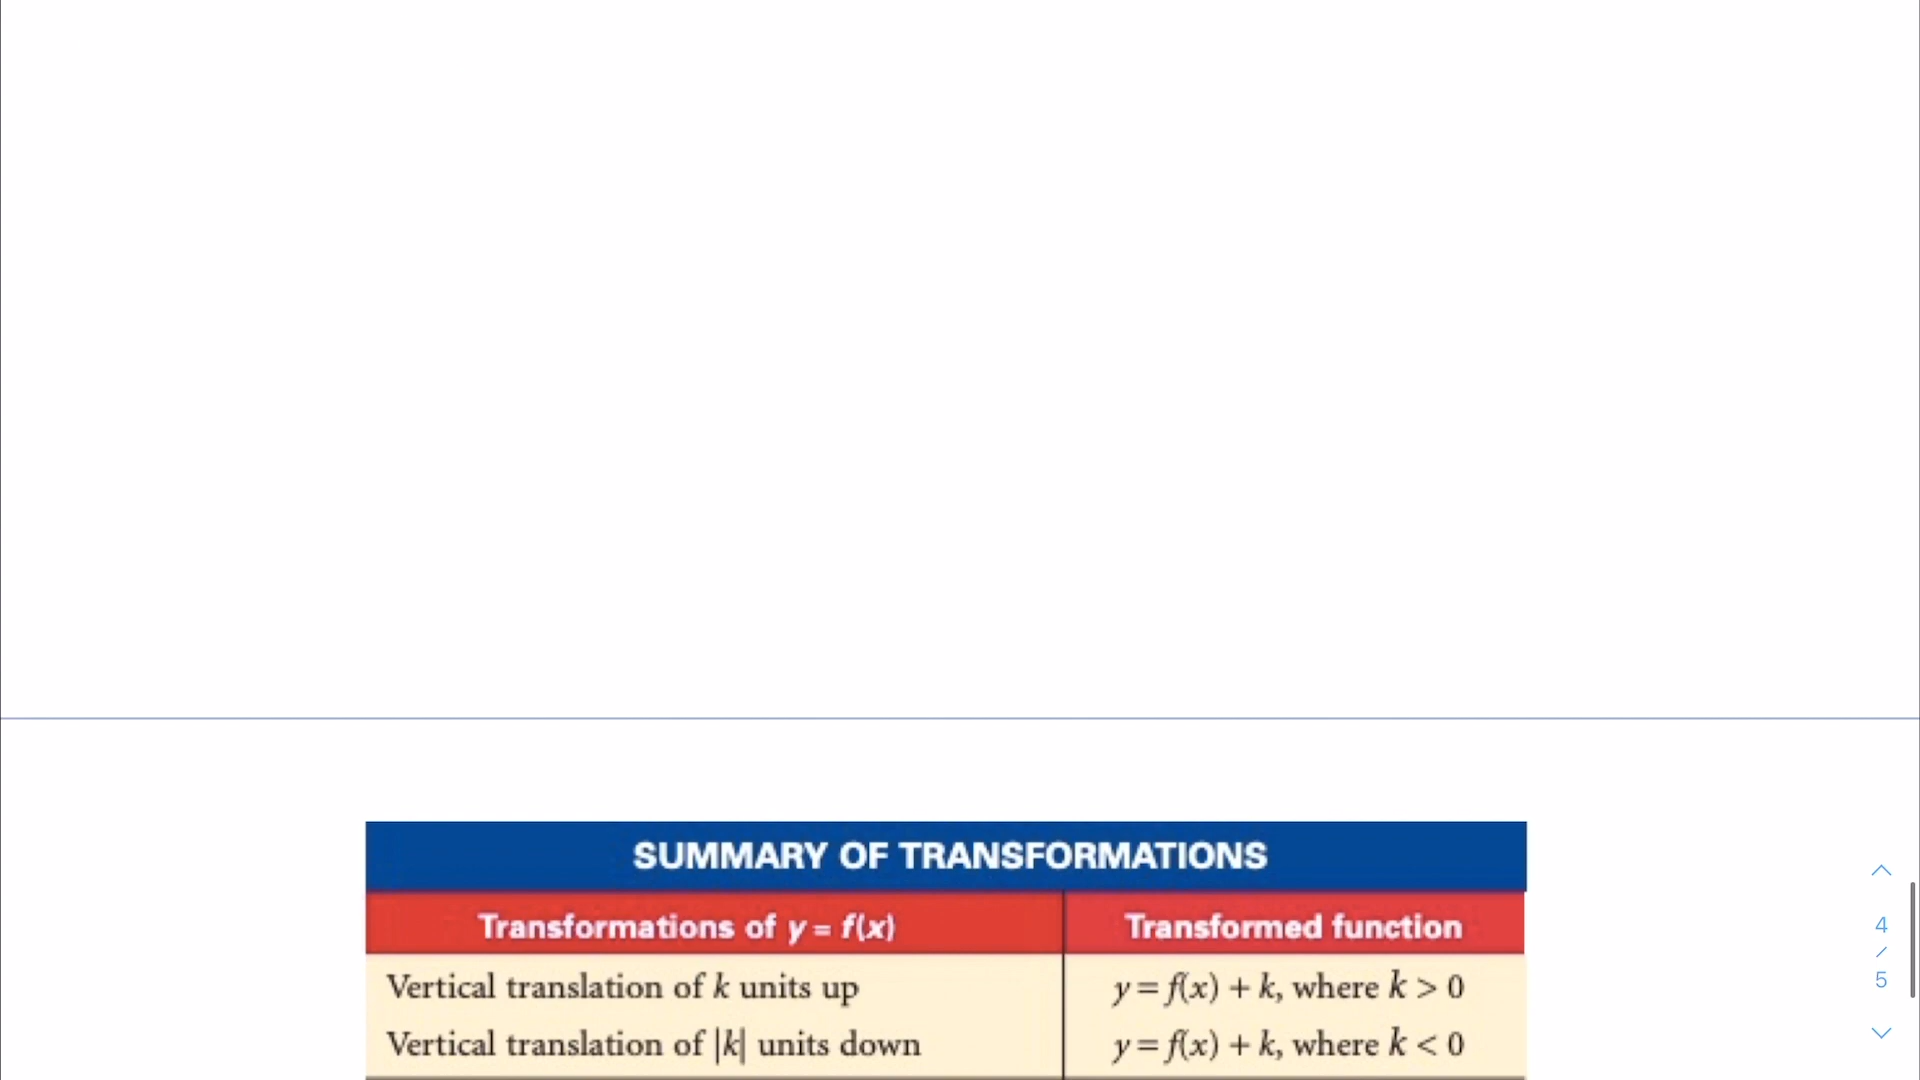 SUMMARY OF TRANSFORMATIONS
Transformations of y = f(x)
Transformed function
Vertical translation of k units up
y = f(x) + k, where k > 0
Vertical translation of |k| units down
y = f(x) + k, where k < 0
4
/
5